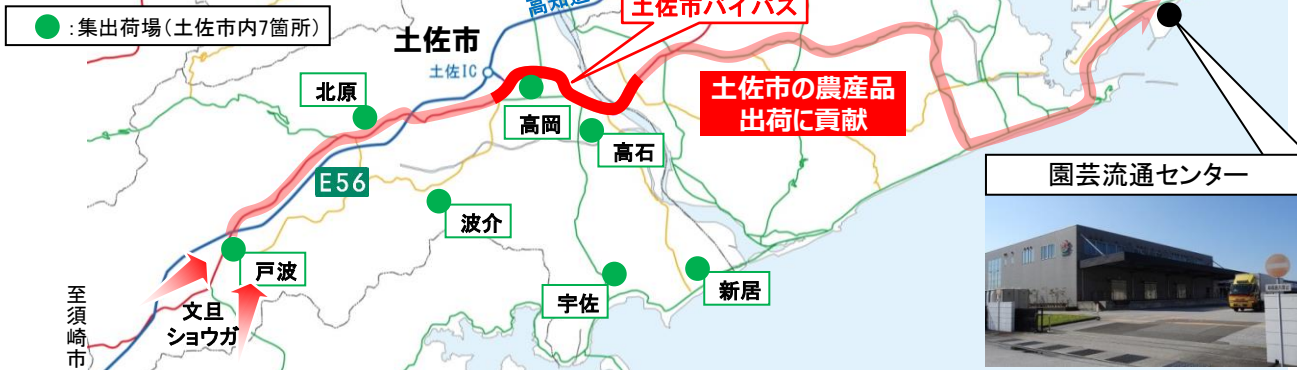 :集出荷場(土佐市内7箇所)
高知道
土佐市バイパス
土佐市
土佐IC
北原
高岡
土佐市の農産品
出荷に貢献
高石
E56
園芸流通センター
波介
戸波
新居
宇佐
文旦
ショウガ
至須崎市